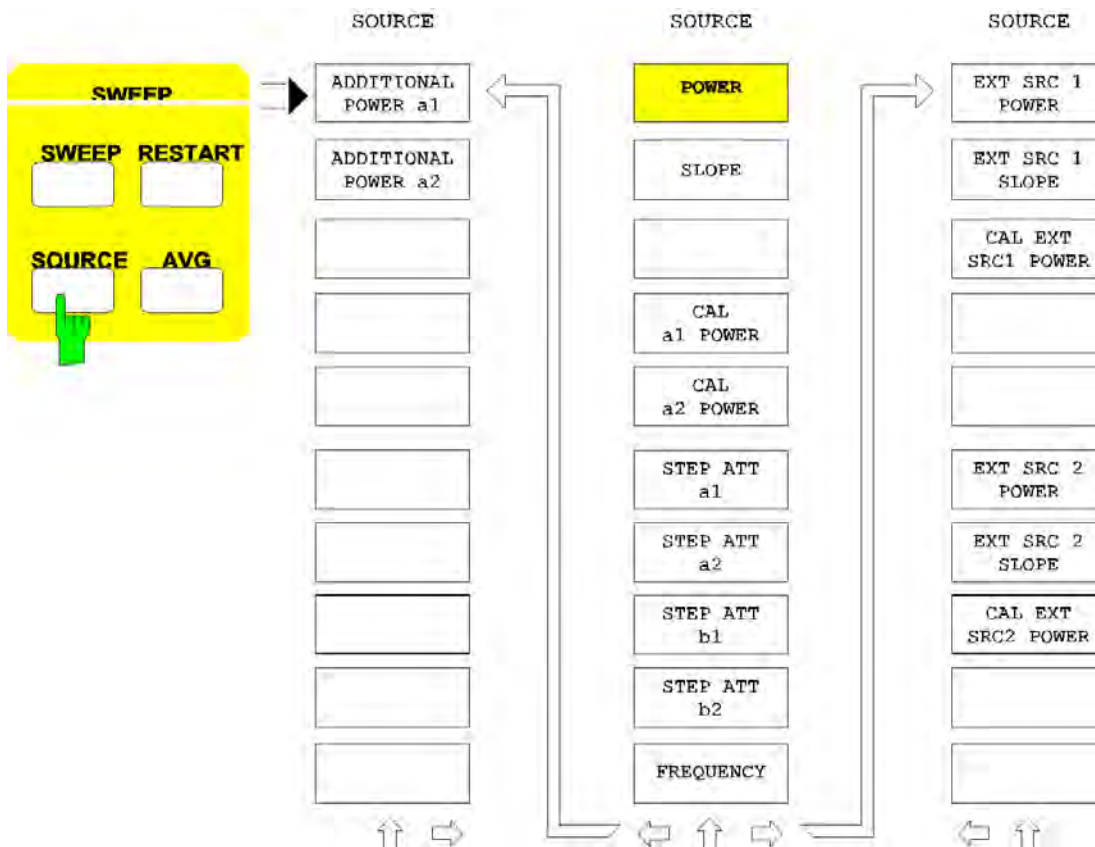 SOURCE
SOURCE
SOURCE
SWEEP
SWEEP RESTART
SOURCE AVG
ADDITIONAL
POWER a1
ADDITIONAL
POWER a2
POWER
SLOPE
CAL
a1 POWER
CAL
a2 POWER
STEP ATT
a1
STEP ATT
a2
STEP ATT
b1
STEP ATT
b2
FREQUENCY
EXT SRC 1
POWER
EXT SRC 1
SLOPE
CAL EXT
SRC1 POWER
EXT SRC 2
POWER
EXT SRC 2
SLOPE
CAL EXT
SRC2 POWER